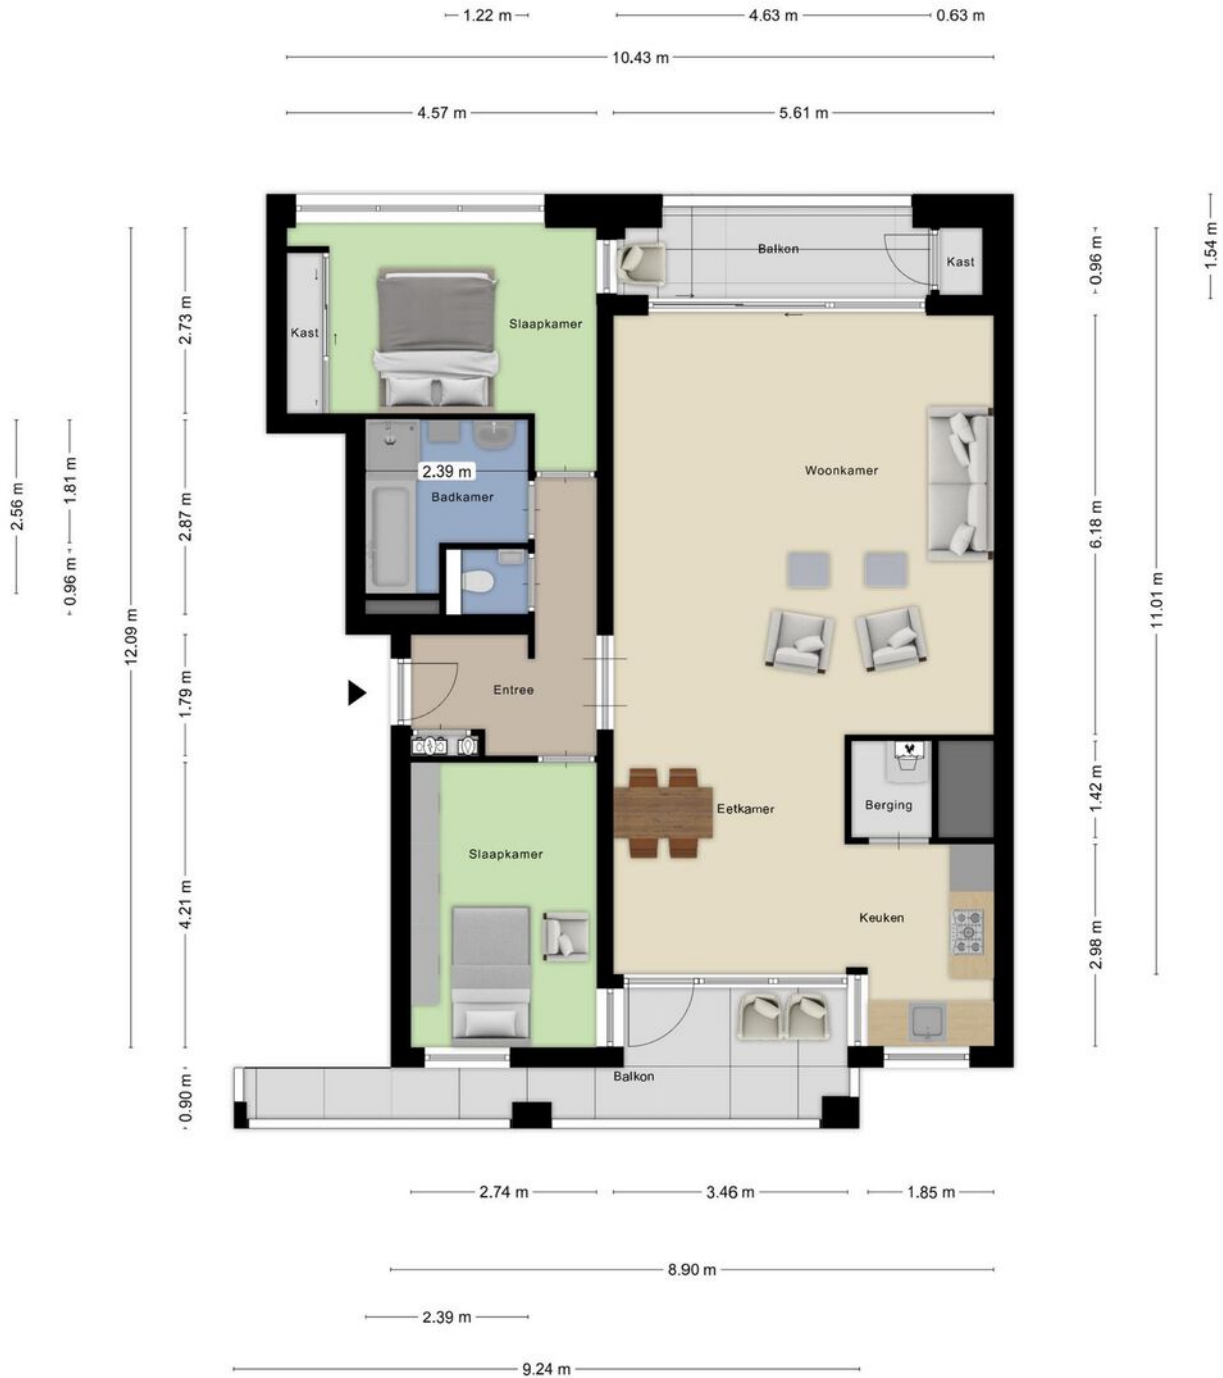 1.22 m
4.63 m
0.63 m
10.43 m
4.57 m
5.61 m
1.54 m
0.96 m
Balkon
Kast
2.73 m
Slaapkamer
Kast
2.39 m
Badkamer
Woonkamer
2.56 m
1.81 m
2.87 m
6.18 m
0.96 m
11.01 m
12.09 m
1.79 m
Entree
1.42 m
Berging
Eetkamer
Slaapkamer
4.21 m
Keuken
2.98 m
Balkon
0.90 m
2.74 m
3.46 m
1.85 m
8.90 m
2.39 m
9.24 m